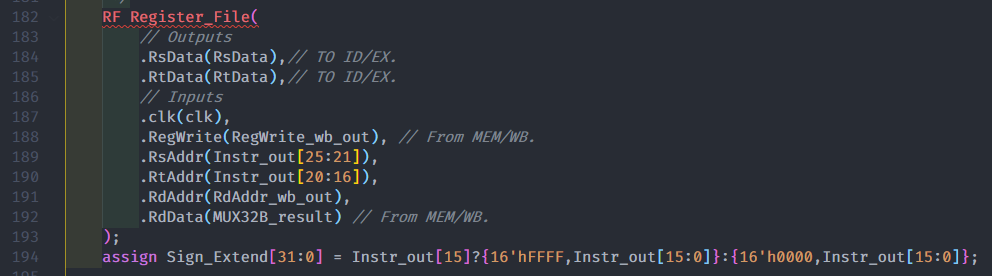 182 RF Register_File(
183 // Outputs
184 .RsData(RsData),// TO ID/EX.
185 .RtData(RtData),// TO ID/EX.
186 // Inputs
187 .clk(clk),
188 .RegWrite(RegWrite_wb_out), // From MEM/WB.
189 .RsAddr(Instr_out[25:21]),
190 .RtAddr(Instr_out[20:16]),
191 .RdAddr(RdAddr_wb_out),
192 .RdData(MUX32B_result) // From MEM/WB.
193 );
194 assign Sign_Extend[31:0] = Instr_out[15]?{16'hFFFF,Instr_out[15:0]}:{16'h0000,Instr_out[15:0]};